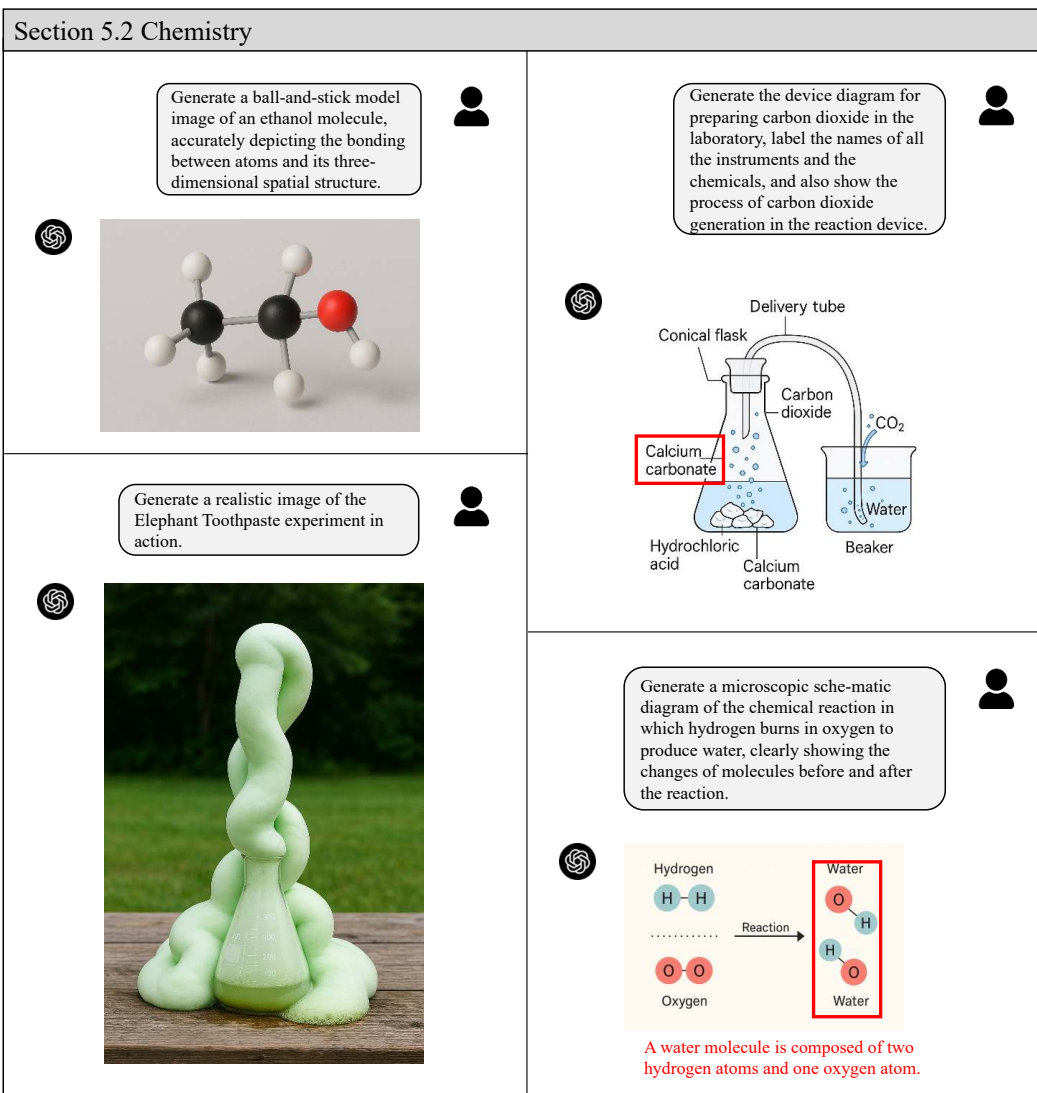 Section 5.2 Chemistry
Generate a ball-and-stick model
image of an ethanol molecule,
accurately depicting the bonding
between atoms and its three-
dimensional spatial structure.
Generate a realistic image of the
Elephant Toothpaste experiment in
action.
Generate the device diagram for
preparing carbon dioxide in the
laboratory, label the names of all
the instruments and the
chemicals, and also show the
process of carbon dioxide
generation in the reaction device.
Delivery tube
Conical flask
Carbon
dioxide
CO₂
Calcium
carbonate
Water
Hydrochloric
acid
Calcium
carbonate
Beaker
Generate a microscopic sche-matic
diagram of the chemical reaction in
which hydrogen burns in oxygen to
produce water, clearly showing the
changes of molecules before and after
the reaction.
Hydrogen
H H
Reaction
O O
Oxygen
Water
O
H
H
O
Water
A water molecule is composed of two
hydrogen atoms and one oxygen atom.